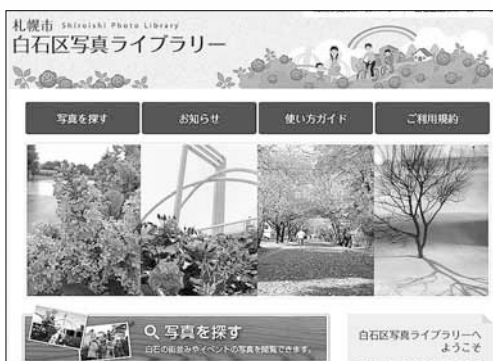 札幌市 Shiroishi Photo Library
白石区写真ライブラリー
写真を探す
お知らせ
使い方ガイド
ご利用規約
写真を探す
白石の街並みやイベントの写真を閲覧できます。
白石区写真ライブラリーへ
ようこそ